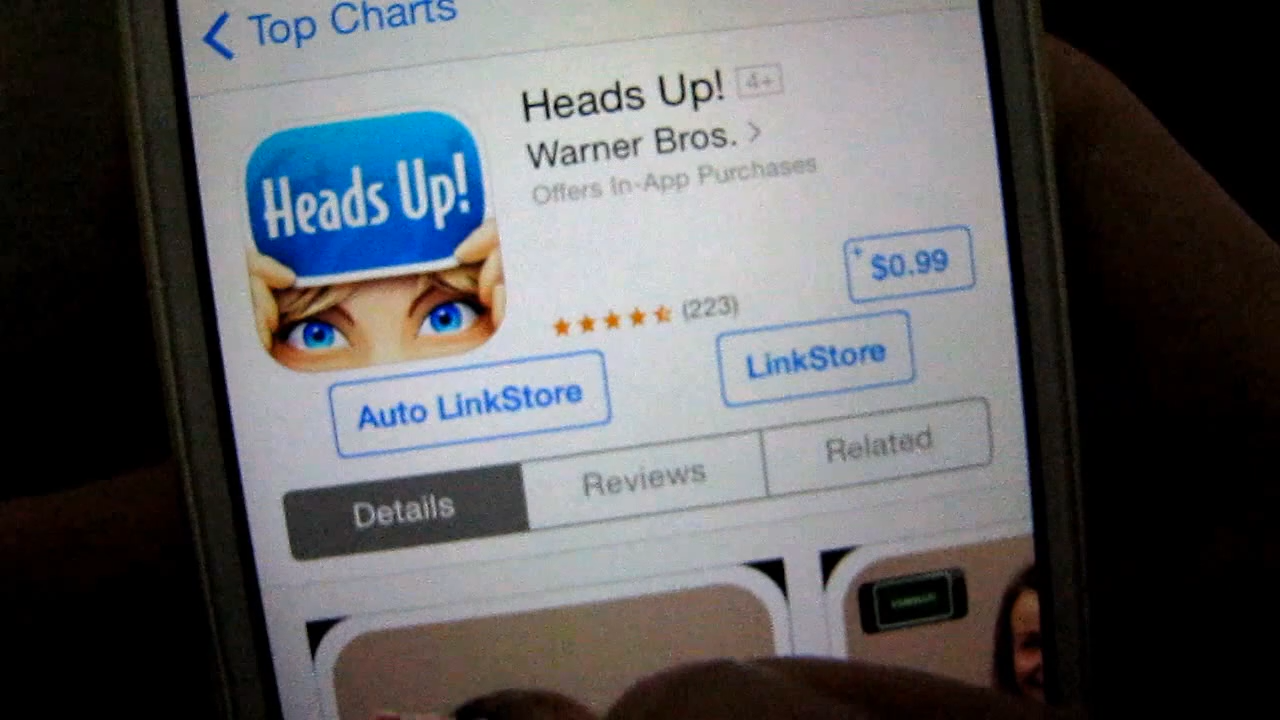 Top Charts
Heads Up!
Heads Up! 4+
Warner Bros.
Offers In-App Purchases
+ $0.99
(223)
Auto LinkStore
LinkStore
Details
Reviews
Related